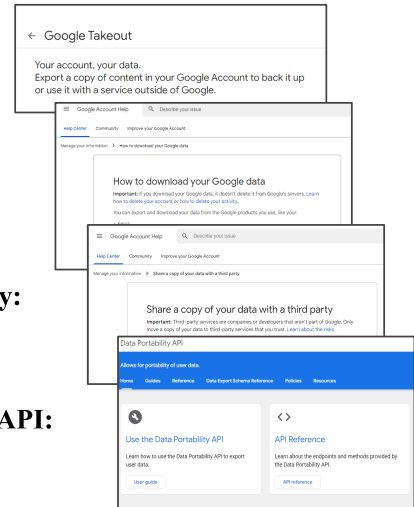 ← Google Takeout
Your account, your data.
Export a copy of content in your Google Account to back it up
or use it with a service outside of Google.
Google Account Help
Describe your issue
Help Center Community Improve your Google Account
Manage your information > How to download your Google data
How to download your Google data
Important: If you download your Google data, it doesn't delete it from Google's servers. Learn
how to delete your account or how to delete your activity.
You can export and download your data from the Google products you use, like your:
Google Account Help
Describe your issue
Help Center Community Improve your Google Account
Manage your information > Share a copy of your data with a third party
y:
Share a copy of your data with a third party
Important: Third-party services are companies or developers that aren't part of Google. Only
move a copy of your data to third-party services that you trust. Learn about the risks.
Data Portability
API
Allows for portability of user data.
Home Guides Reference Data Export Schema Reference Policies Resources
API:
Use the Data Portability API
Learn how to use the Data Portability API to export
user data.
User guide
< >
API Reference
Learn about the endpoints and methods provided by
the Data Portability API.
API reference